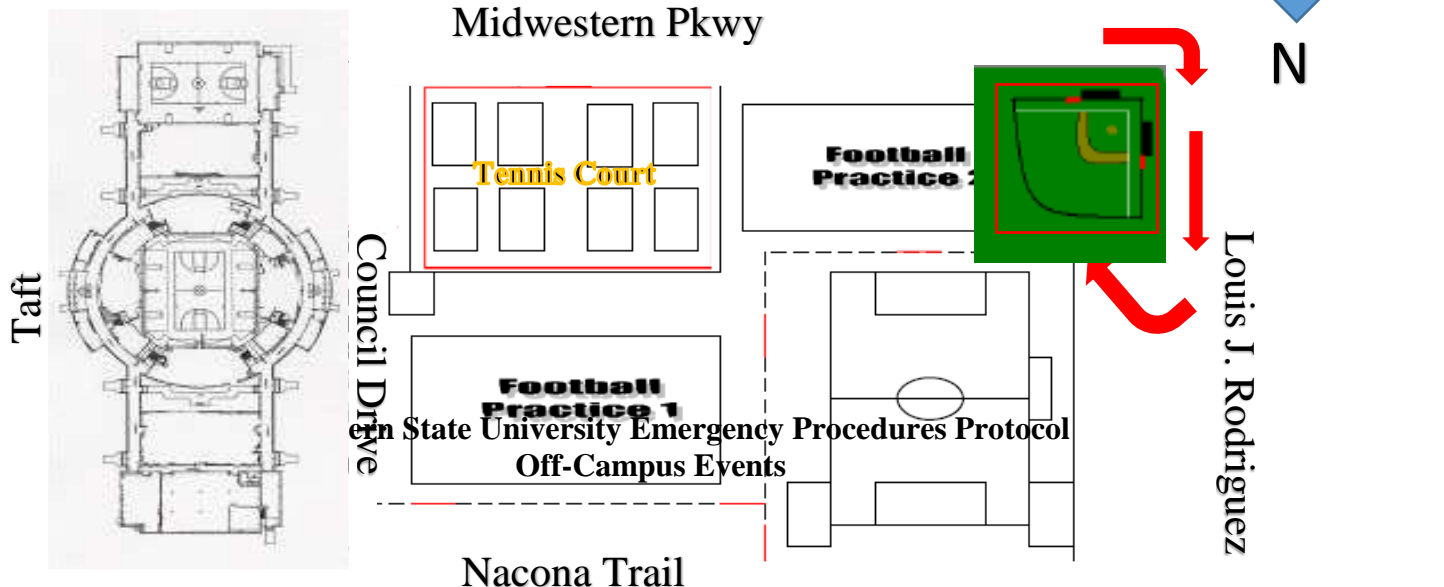 Midwestern Pkwy
N
Tennis Court
Football
Practice
Taft
Council Drive
Louis J. Rodriguez
Football
Practice 1
ern State University Emergency Procedures Protocol
Off-Campus Events
Nacona Trail